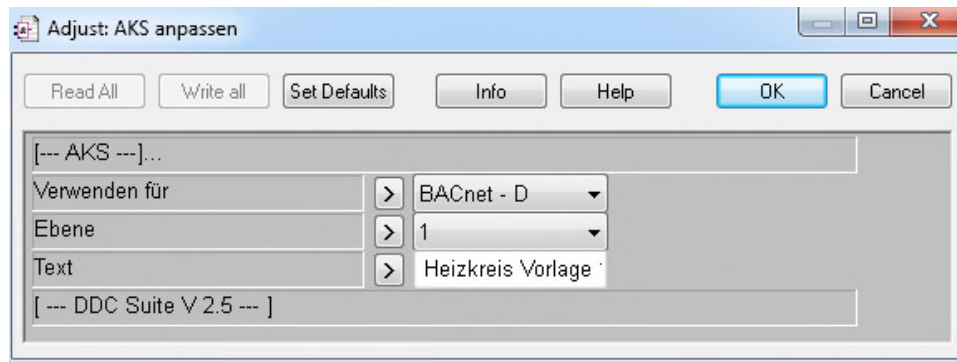 Adjust: AKS anpassen
Read All Write all Set Defaults Info Help OK Cancel
[--- AKS ---]...
Verwenden für > BACnet - D
Ebene > 1
Text > Heizkreis Vorlage
[ --- DDC Suite V 2.5 --- ]